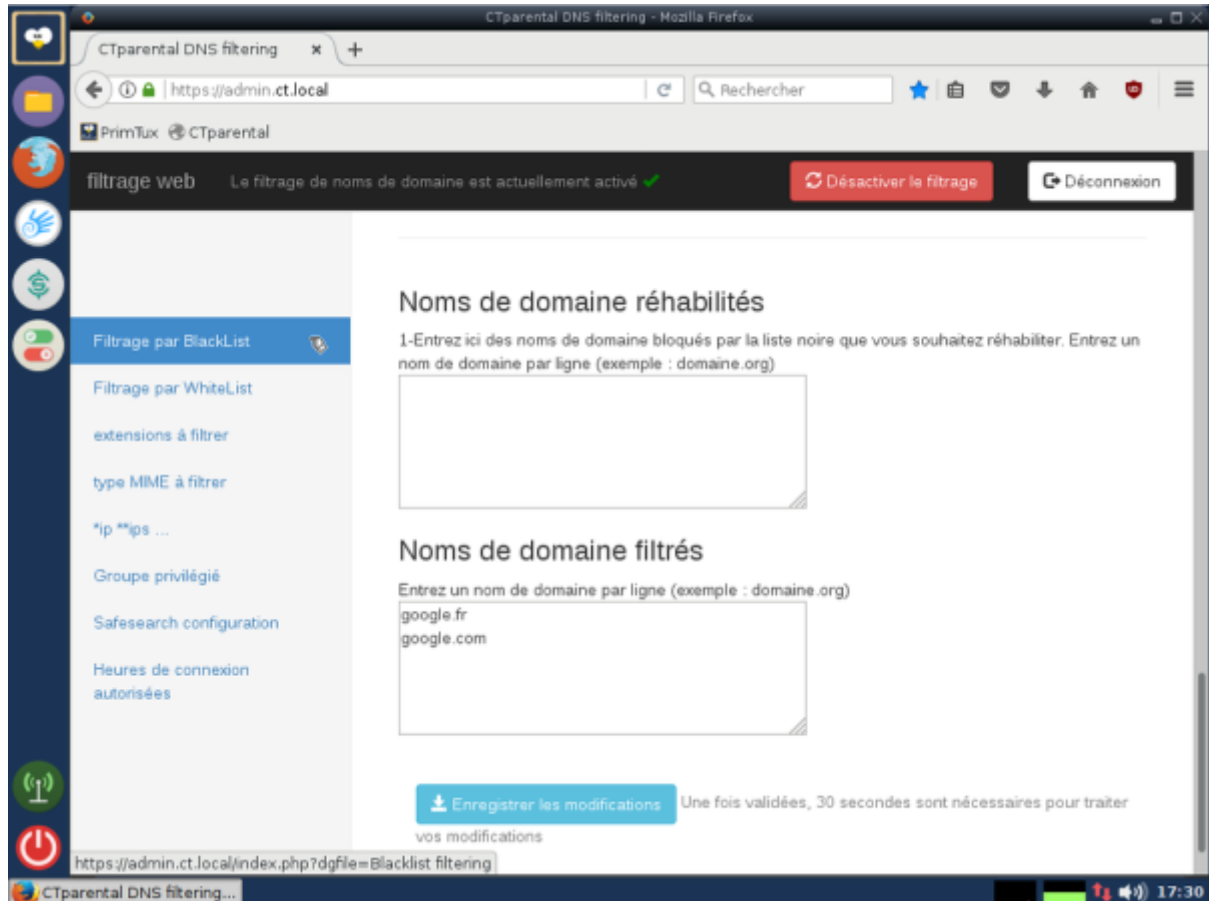 CTparental DNS filtering - Mozilla Firefox
CTparental DNS filtering
https://admin.ct.local
Rechercher
PrimTux CTparental
filtrage web Le filtrage de noms de domaine est actuellement activé Désactiver le filtrage Déconnexion
Filtrage par BlackList
Filtrage par WhiteList
extensions à filtrer
type MIME à filtrer
*ip **ips ...
Groupe privilégié
Safesearch configuration
Heures de connexion
autorisées
Noms de domaine réhabilités
1-Entrez ici des noms de domaine bloqués par la liste noire que vous souhaitez réhabiliter. Entrez un
nom de domaine par ligne (exemple : domaine.org)
Noms de domaine filtrés
Entrez un nom de domaine par ligne (exemple : domaine.org)
google.fr
google.com
Enregistrer les modifications Une fois validées, 30 secondes sont nécessaires pour traiter
vos modifications
https://admin.ct.local/index.php?dgfile=Blacklist filtering
CTparental DNS filtering...
17:30